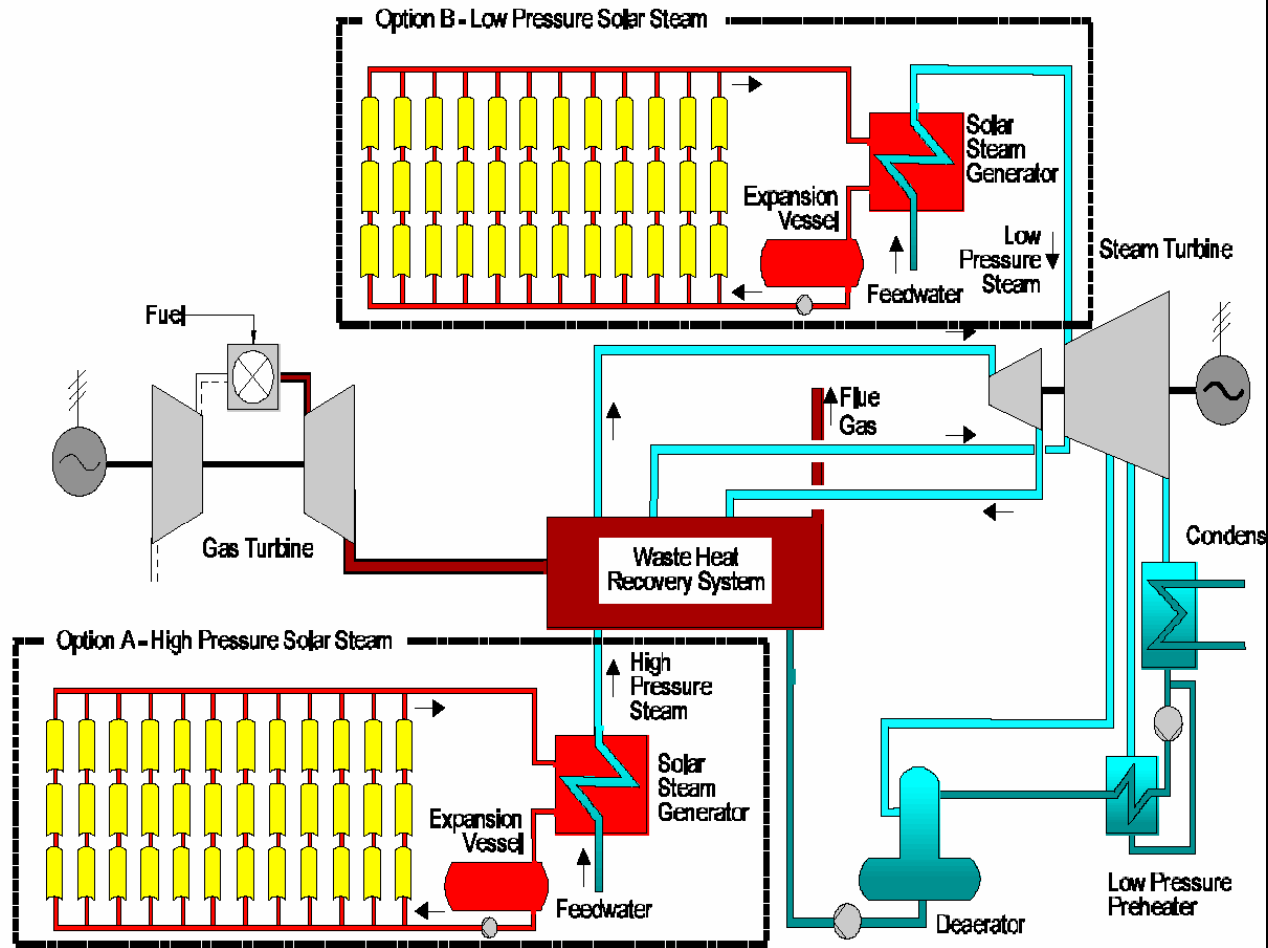 Option B - Low Pressure Solar Steam
Solar
Steam
Generator
Expansion
Vessel
Low
Pressure
Steam
Feedwater
Steam Turbine
Fuel
Flue
Gas
Gas Turbine
Waste Heat
Recovery System
Condens
Option A - High Pressure Solar Steam
High
Pressure
Steam
Solar
Steam
Generator
Expansion
Vessel
Feedwater
Deaerator
Low Pressure
Preheater